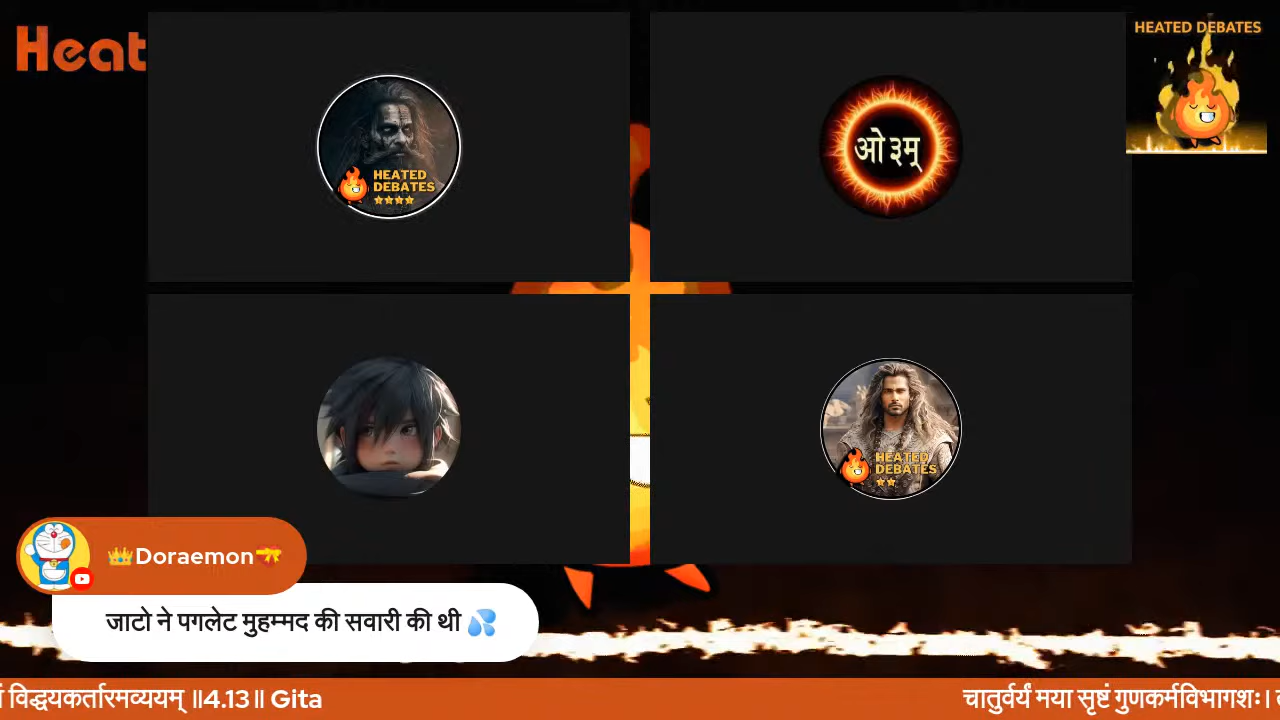 Heat
HEATED DEBATES
HEATED
DEBATES
ओ३म्
HEATED
DEBATES
👑Doraemon💝
जाटो ने पगलेट मुहम्मद की सवारी की थी 💦
विद्धयकर्तारमव्ययम् ॥4.13॥ Gita
चातुर्वर्यं मया सृष्टं गुणकर्मविभागशः।